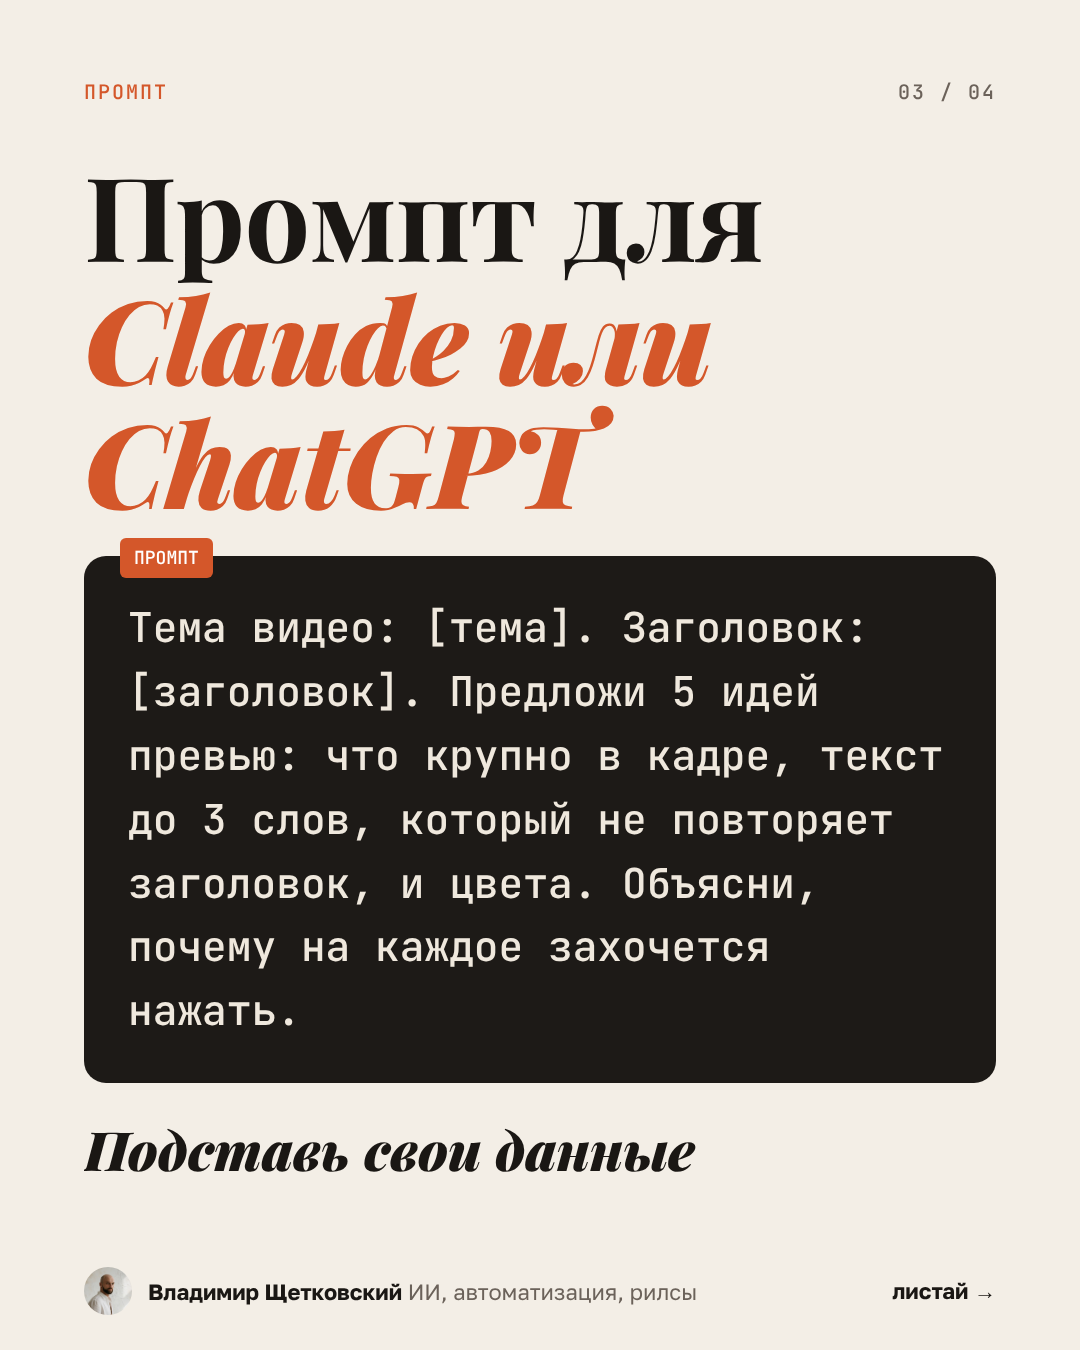 ПРОМПТ
03 / 04
Промпт для
Claude или
ChatGPT
ПРОМПТ
Тема видео: [тема]. Заголовок:
[заголовок]. Предложи 5 идей
превью: что крупно в кадре, текст
до 3 слов, который не повторяет
заголовок, и цвета. Объясни,
почему на каждое захочется
нажать.
Подставь свои данные
Владимир Щетковский ИИ, автоматизация, рилсы
листай →